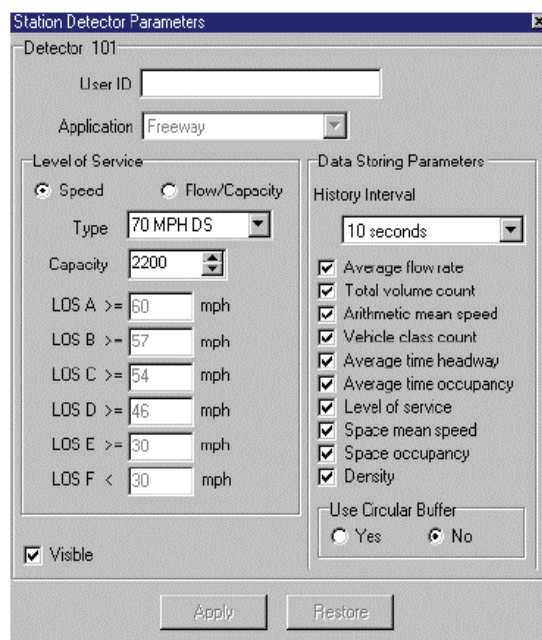 Station Detector Parameters
Detector 101
User ID
Application Freeway
Level of Service
Speed Flow/Capacity
Type 70 MPH DS
Capacity 2200
LOS A >= 60 mph
LOS B >= 57 mph
LOS C >= 54 mph
LOS D >= 46 mph
LOS E >= 30 mph
LOS F < 30 mph
Visible
Data Storing Parameters
History Interval
10 seconds
Average flow rate
Total volume count
Arithmetic mean speed
Vehicle class count
Average time headway
Average time occupancy
Level of service
Space mean speed
Space occupancy
Density
Use Circular Buffer
Yes No
Apply Restore